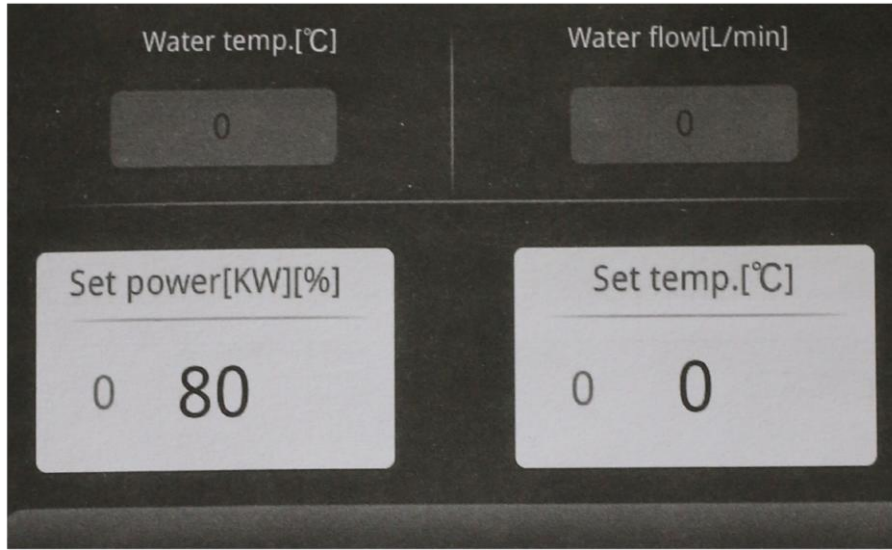 Water temp.[℃]
Water flow[L/min]
0
0
Set power[KW][%]
Set temp.[℃]
0 80
0 0